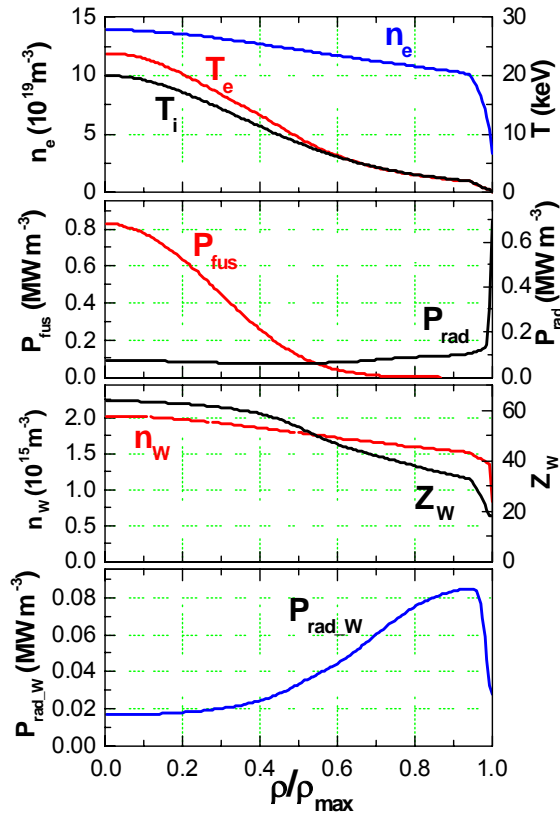 15
10
5
0
n_e (10^19 m^-3)
n_e
T_e
T_i
30
20
10
0
T (keV)
0.8
0.6
0.4
0.2
0.0
P_fus (MW m^-3)
P_fus
P_rad
0.6
0.4
0.2
0.0
P_rad (MW m^-3)
2.0
1.5
1.0
0.5
0.0
n_W (10^15 m^-3)
n_W
Z_W
60
40
20
0
Z_W
0.08
0.06
0.04
0.02
0.00
P_rad_W (MW m^-3)
P_rad_W
0.0 0.2 0.4 0.6 0.8 1.0
ρ/ρ_max